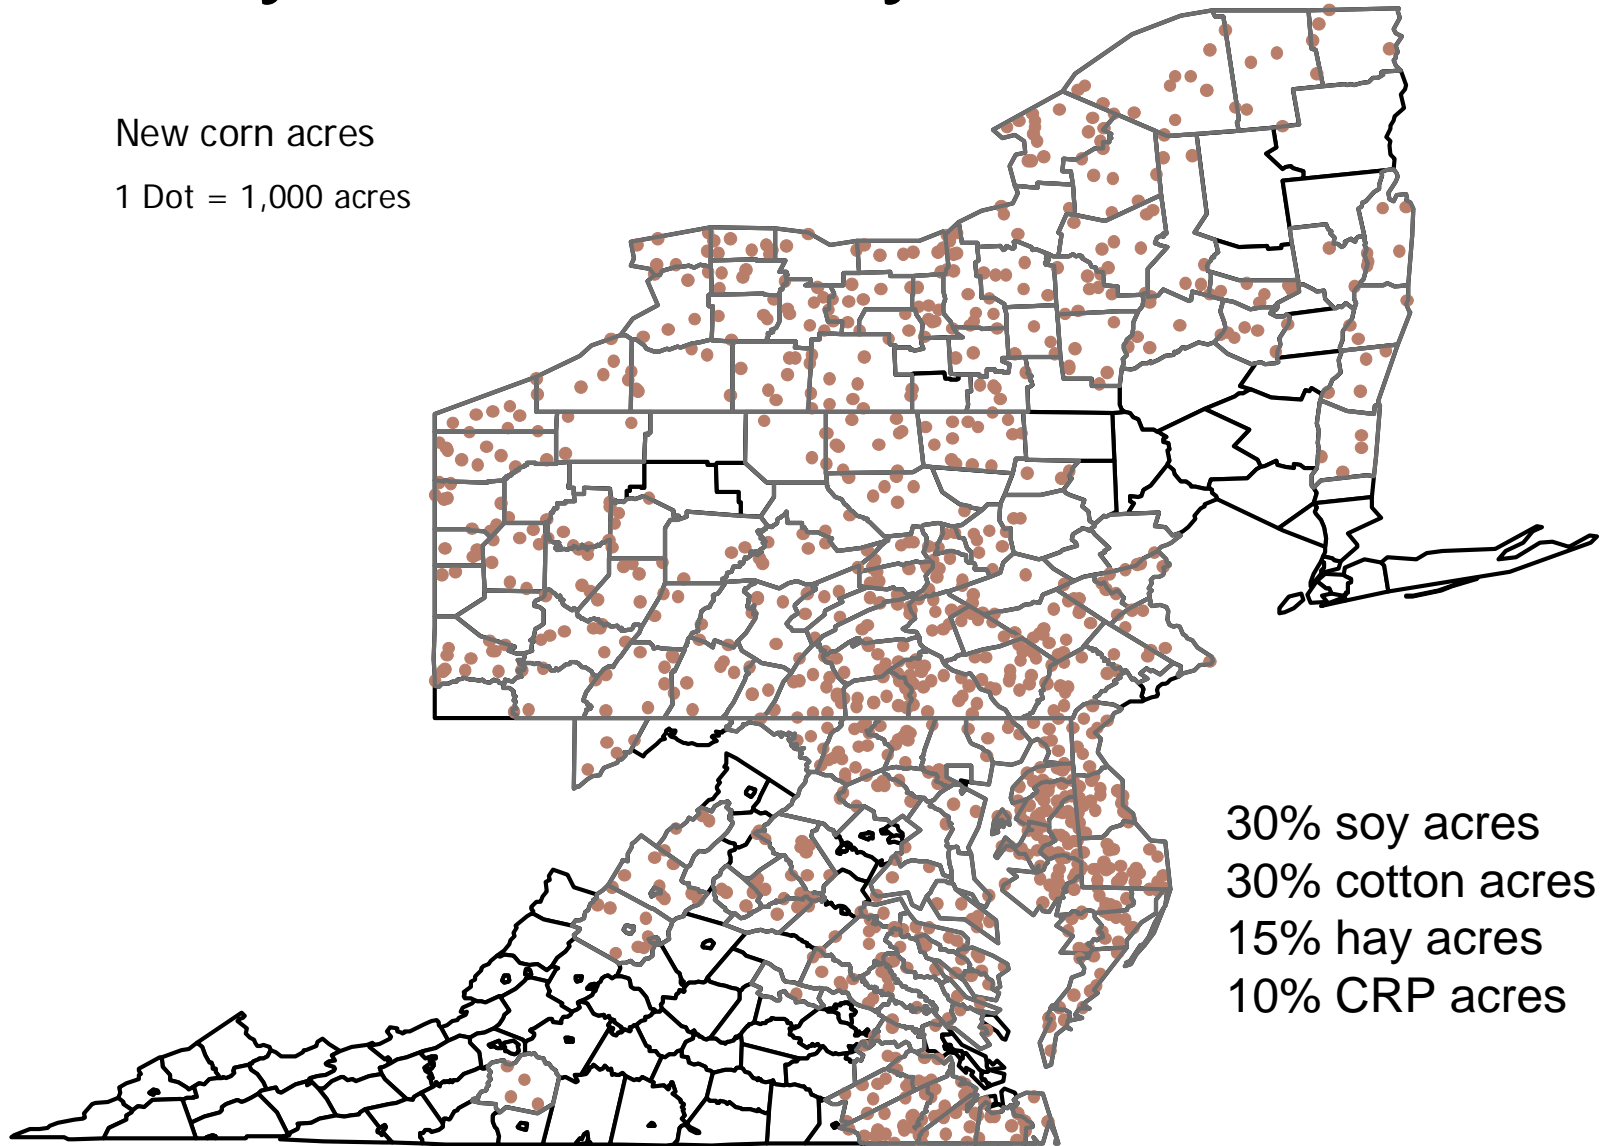 New corn acres
1 Dot = 1,000 acres
30% soy acres
30% cotton acres
15% hay acres
10% CRP acres